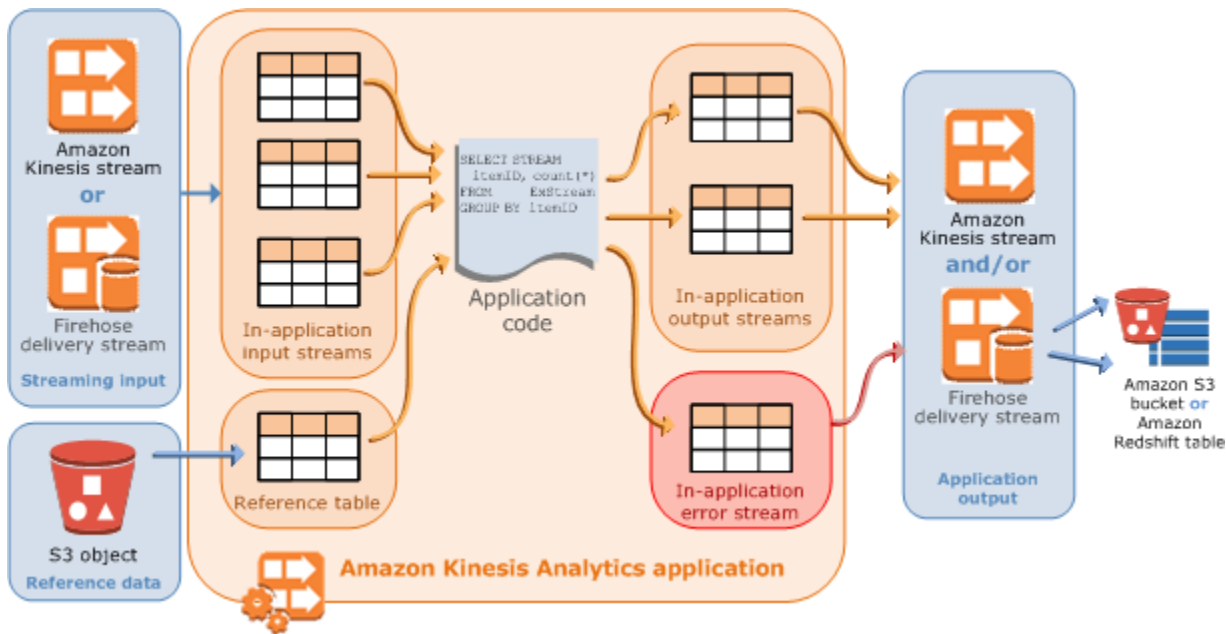 Amazon
Kinesis stream
or
Firehose
delivery stream
Streaming input
S3 object
Reference data
In-application
input streams
Reference table
SELECT STREAM
itemID, count(*)
FROM ExStream
GROUP BY itemID
Application
code
In-application
output streams
In-application
error stream
Amazon Kinesis Analytics application
Amazon
Kinesis stream
and/or
Firehose
delivery stream
Application
output
Amazon S3
bucket or
Amazon
Redshift table